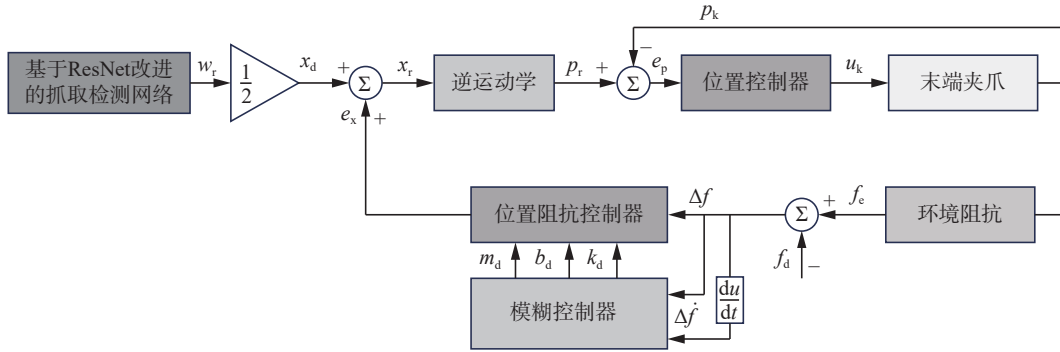 p_k
基于ResNet改进
的抓取检测网络
w_r
1
2
x_d
+
Σ
x_r
逆运动学
p_r
+
−
Σ
e_p
位置控制器
u_k
末端夹爪
e_x
+
位置阻抗控制器
Δf
Σ
+
f_e
环境阻抗
f_d
−
m_d
b_d
k_d
模糊控制器
Δḟ
du
dt